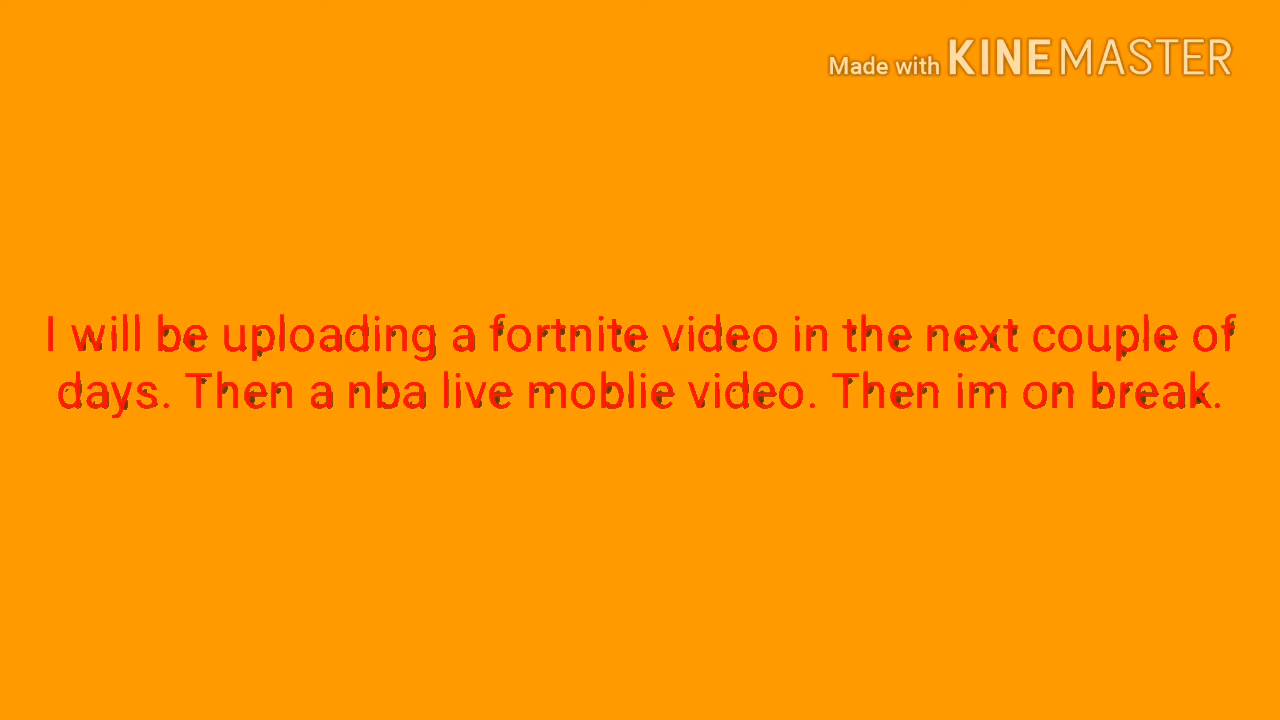 Made with KINEMASTER
I will be uploading a fortnite video in the next couple of
days. Then a nba live moblie video. Then im on break.